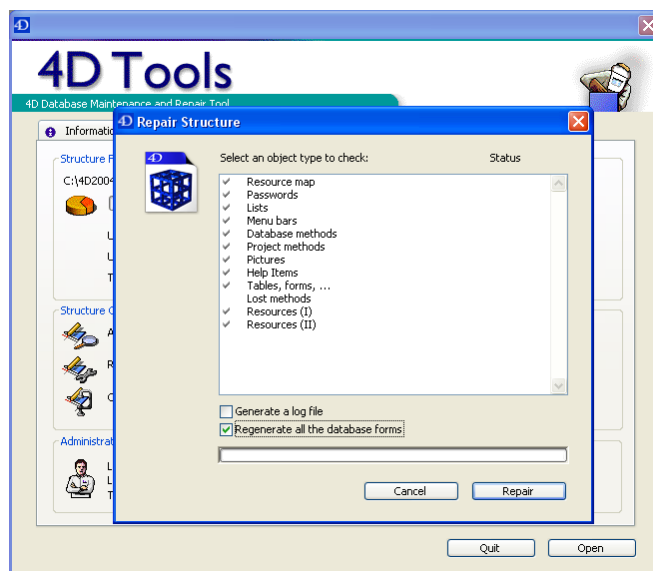 4D
4D Tools
4D Database Maintenance and Repair Tool
Informatio
Structure F
C:\4D2004
Structure C
Administrat
4D Repair Structure
4D
Select an object type to check:
Status
Resource map
Passwords
Lists
Menu bars
Database methods
Project methods
Pictures
Help Items
Tables, forms, ...
Lost methods
Resources (I)
Resources (II)
Generate a log file
Regenerate all the database forms
Cancel
Repair
Quit
Open